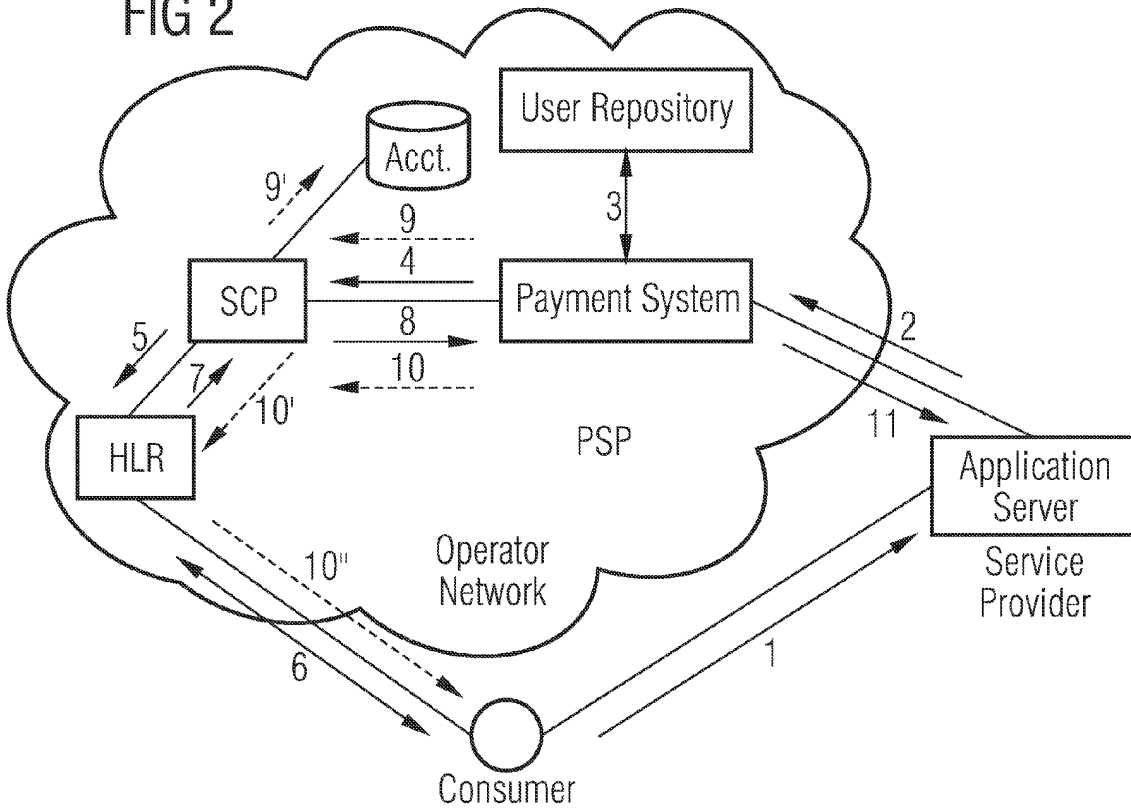 FIG 2
User Repository
Acct.
9'
9
3
4
SCP
Payment System
2
5
8
7
10
10'
11
HLR
PSP
Application
Server
Operator
Network
10"
Service
Provider
6
1
Consumer